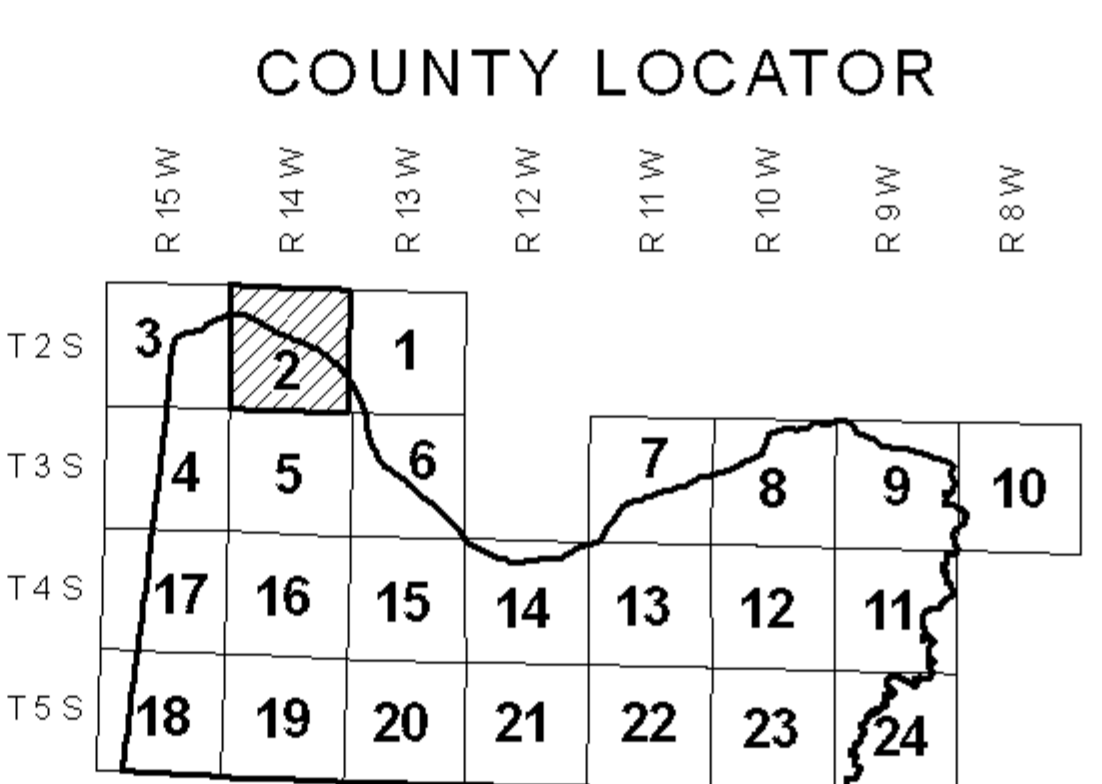 COUNTY LOCATOR
R 15 W R 14 W R 13 W R 12 W R 11 W R 10 W R 9 W R 8 W
T 2 S 3 2 1
T 3 S 4 5 6 7 8 9 10
T 4 S 17 16 15 14 13 12 11
T 5 S 18 19 20 21 22 23 24